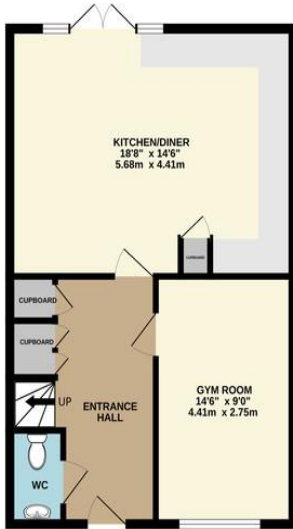 KITCHEN/DINER
18'8" x 14'6"
5.68m x 4.41m
CUPBOARD
CUPBOARD
CUPBOARD
UP
ENTRANCE
HALL
GYM ROOM
14'6" x 9'0"
4.41m x 2.75m
WC